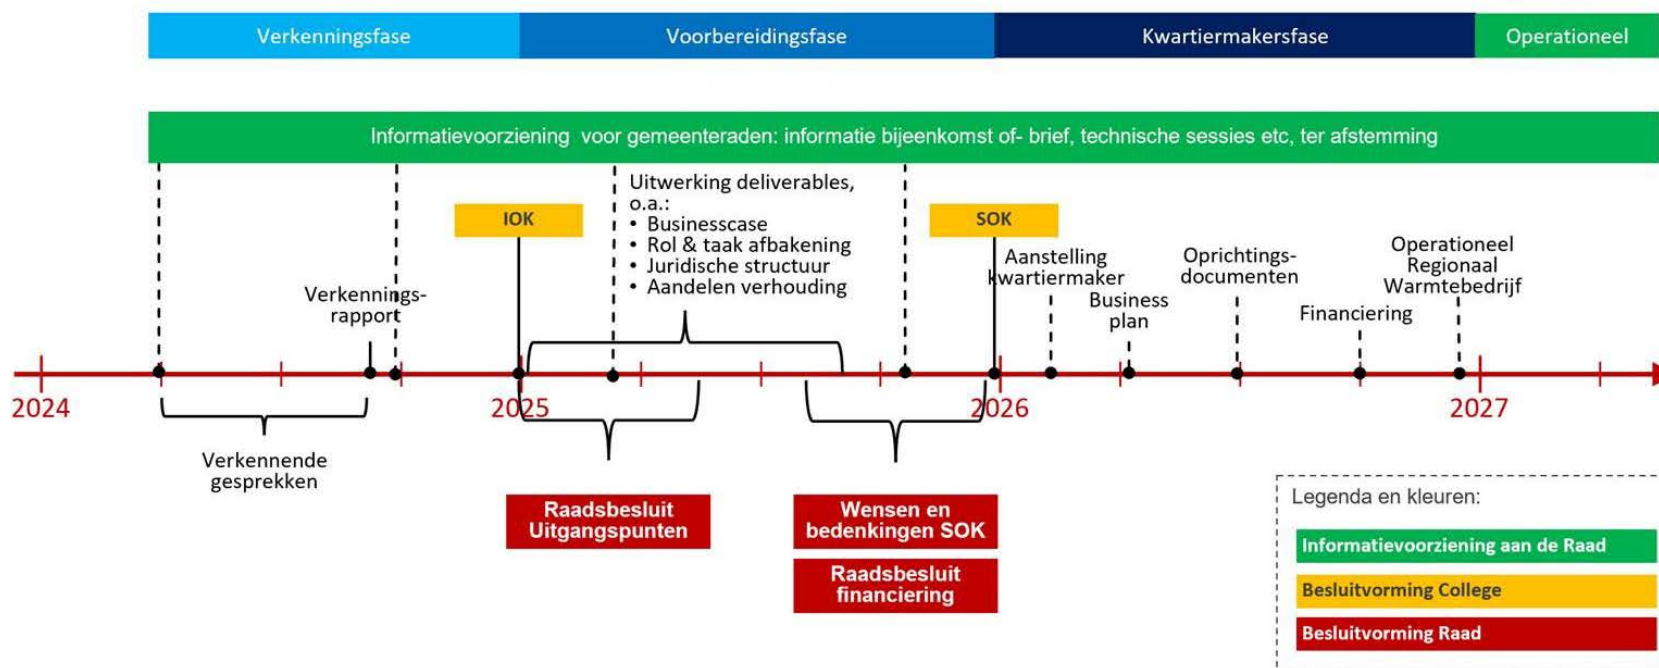 Verkenningsfase
Voorbereidingsfase
Kwartiermakersfase
Operationeel
Informatievoorziening voor gemeenteraden: informatie bijeenkomst of- brief, technische sessies etc, ter afstemming
Uitwerking deliverables,
o.a.:
• Businesscase
• Rol & taak afbakening
• Juridische structuur
• Aandelen verhouding
IOK
SOK
Verkennings-
rapport
Aanstelling
kwartiermaker
Business
plan
Oprichtings-
documenten
Financiering
Operationeel
Regionaal
Warmtebedrijf
2024
2025
2026
2027
Verkennende
gesprekken
Raadsbesluit
Uitgangspunten
Wensen en
bedenkingen SOK
Raadsbesluit
financiering
Legenda en kleuren:
Informatievoorziening aan de Raad
Besluitvorming College
Besluitvorming Raad